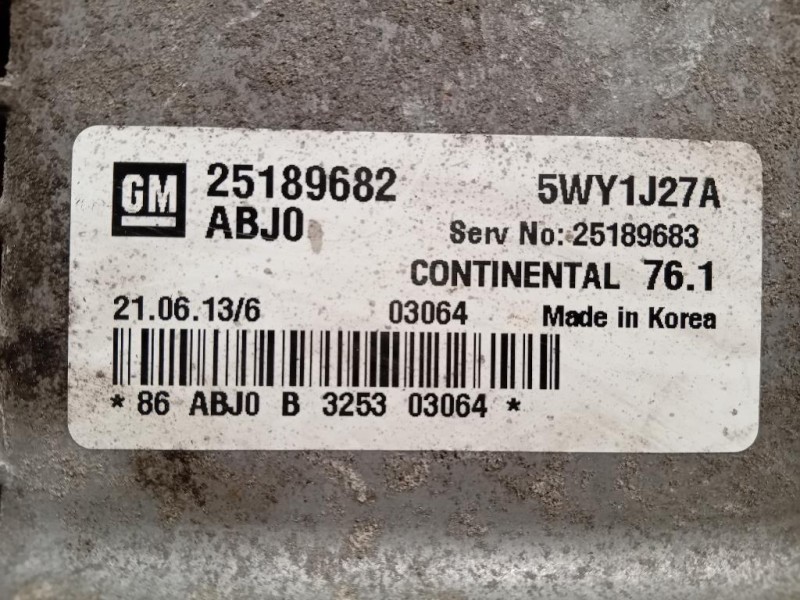 GM 25189682 5WY1J27A
ABJ0 Serv No: 25189683
CONTINENTAL 76.1
21.06.13/6 03064 Made in Korea
* 86 ABJ0 B 3253 03064 *